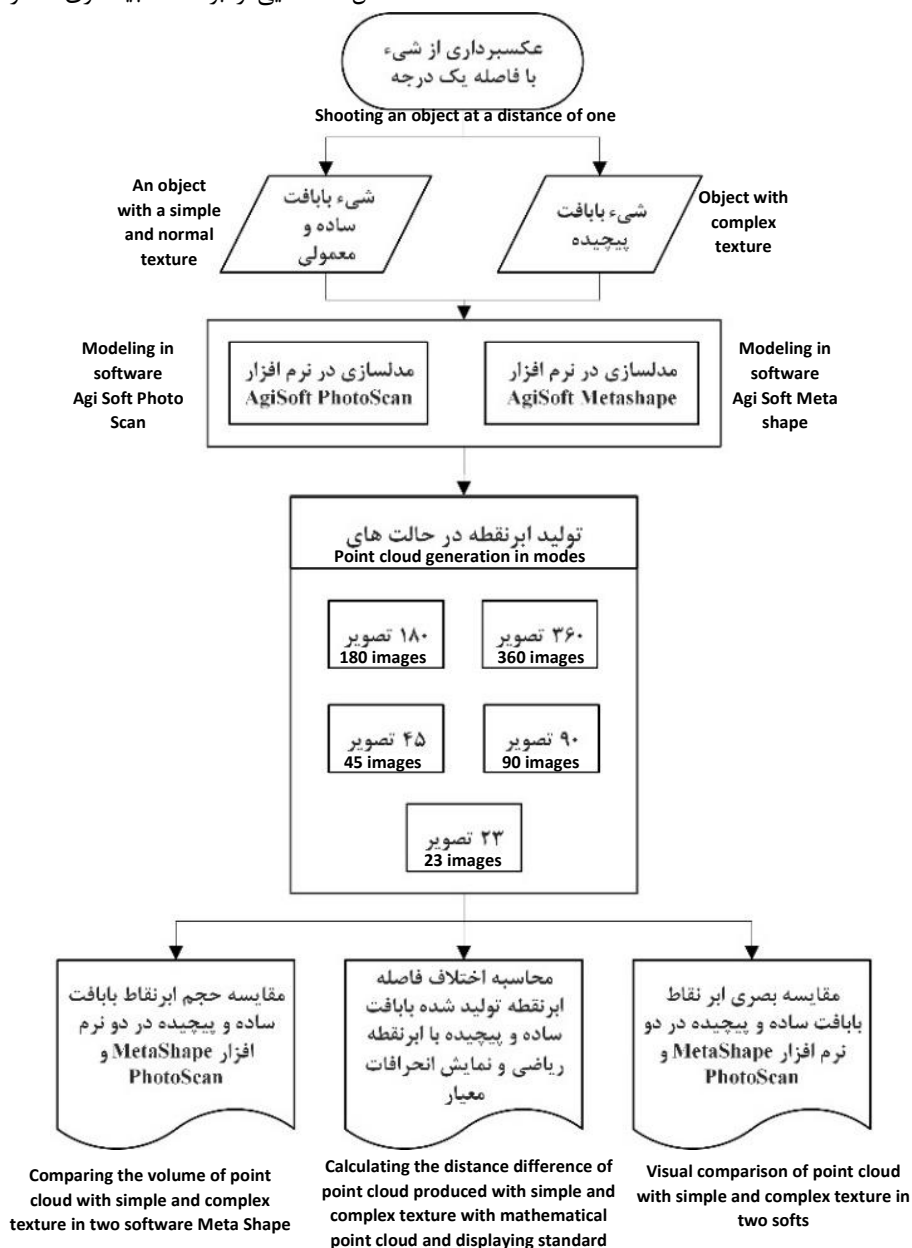 عکسبرداری از شیء
با فاصله یک درجه
Shooting an object at a distance of one
An object
with a simple
and normal
texture
شیء بابافت
ساده و
معمولی
شیء بابافت
پیچیده
Object with
complex
texture
Modeling in
software
Agi Soft Photo
Scan
مدلسازی در نرم افزار
AgiSoft PhotoScan
مدلسازی در نرم افزار
AgiSoft Metashape
Modeling in
software
Agi Soft Meta
shape
تولید ابرنقطه در حالت های
Point cloud generation in modes
۱۸۰ تصویر
180 images
۳۶۰ تصویر
360 images
۴۵ تصویر
45 images
۹۰ تصویر
90 images
۲۳ تصویر
23 images
مقایسه حجم ابرنقاط بابافت
ساده و پیچیده در دو نرم
افزار MetaShape و
PhotoScan
محاسبه اختلاف فاصله
ابرنقطه تولید شده بابافت
ساده و پیچیده با ابرنقطه
ریاضی و نمایش انحرافات
معیار
مقایسه بصری ابر نقاط
بابافت ساده و پیچیده در دو
نرم افزار MetaShape و
PhotoScan
Comparing the volume of point
cloud with simple and complex
texture in two software Meta Shape
Calculating the distance difference of
point cloud produced with simple and
complex texture with mathematical
point cloud and displaying standard
Visual comparison of point cloud
with simple and complex texture in
two softs